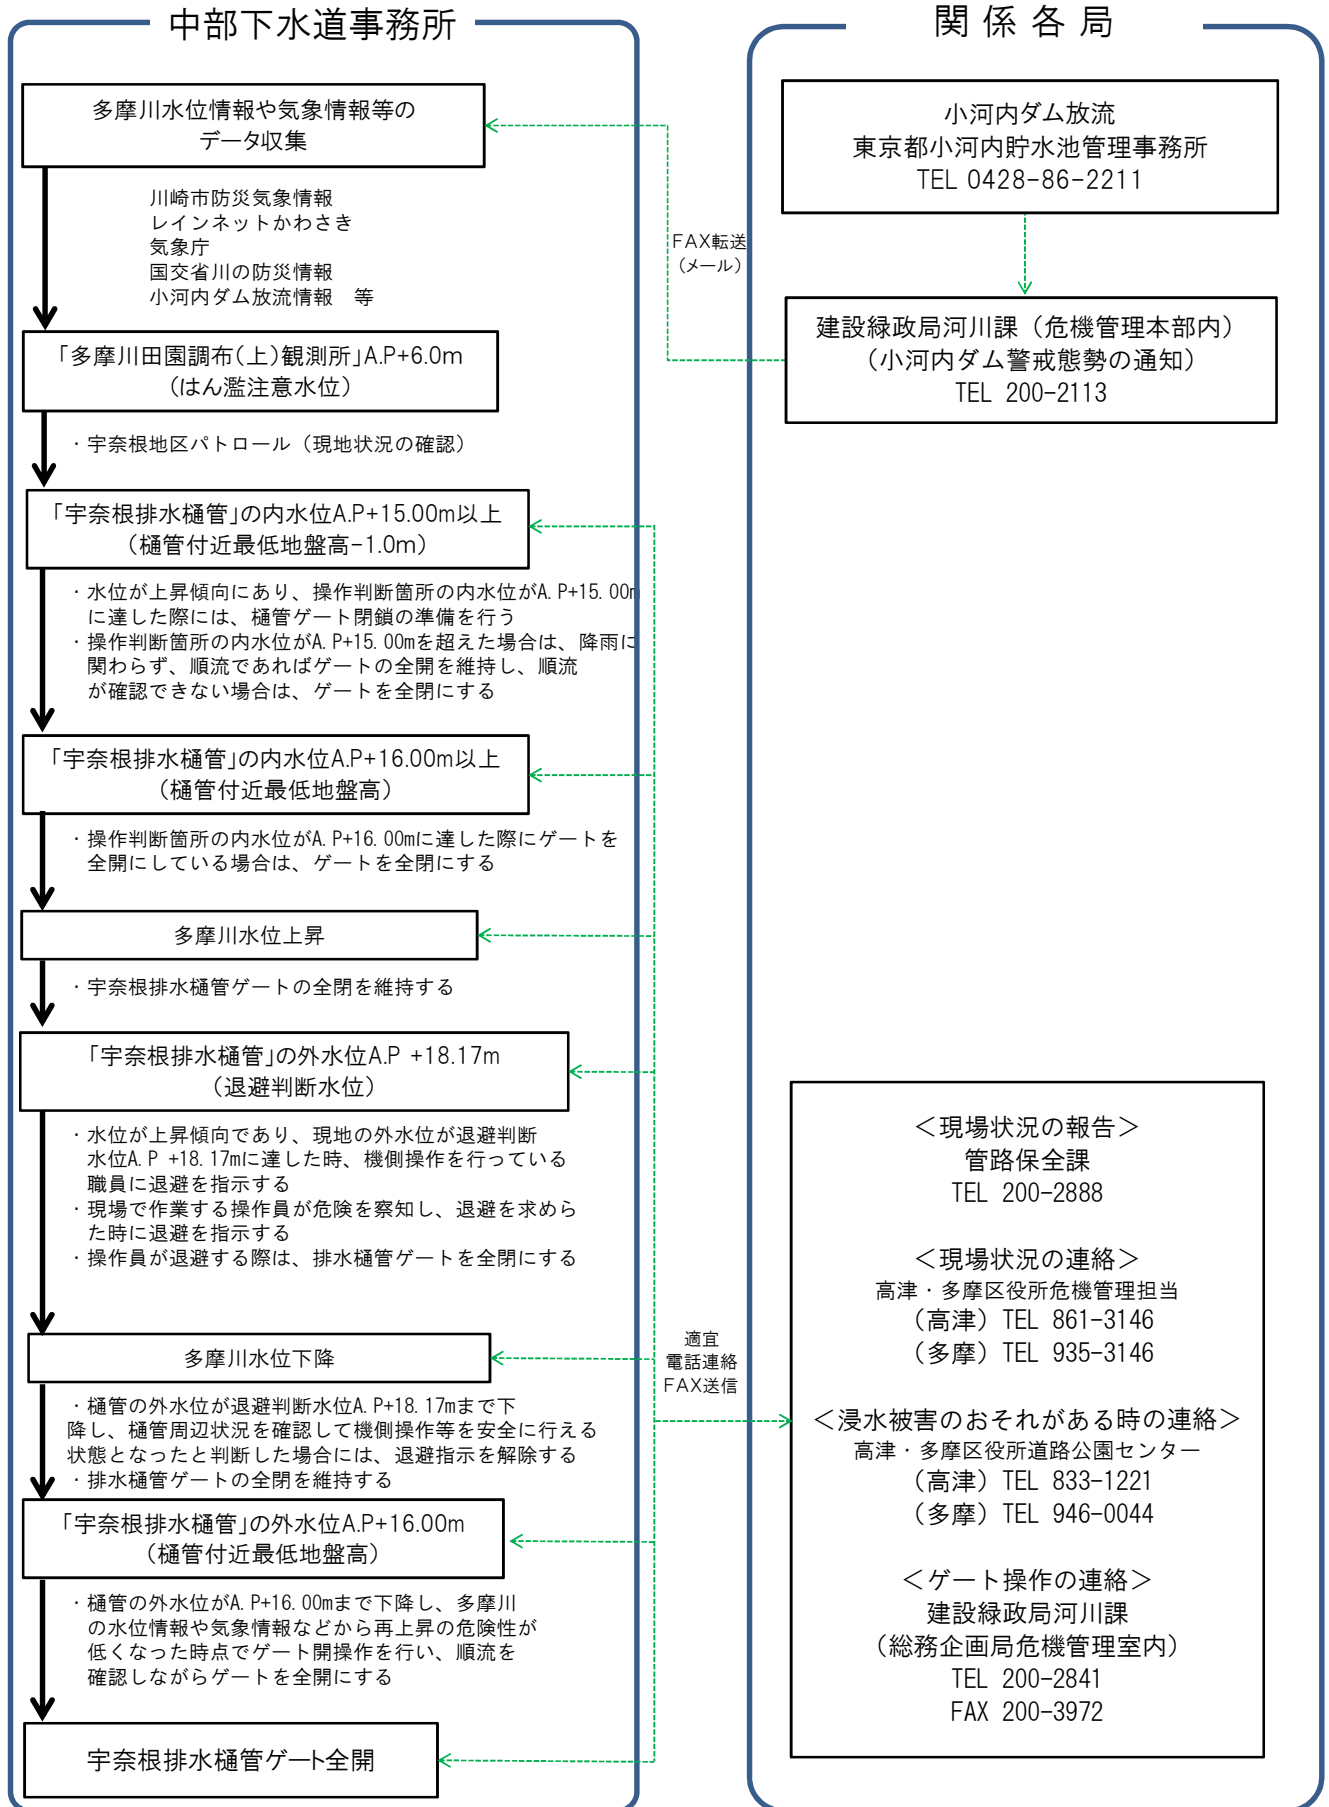 中部下水道事務所
多摩川水位情報や気象情報等の
データ収集
川崎市防災気象情報
レインネットかわさき
気象庁
国交省川の防災情報
小河内ダム放流情報　等
「多摩川田園調布(上)観測所」A.P+6.0m
（はん濫注意水位）
・宇奈根地区パトロール（現地状況の確認）
「宇奈根排水樋管」の内水位A.P+15.00m以上
（樋管付近最低地盤高-1.0m）
・水位が上昇傾向にあり、操作判断箇所の内水位がA.P+15.00m
に達した際には、樋管ゲート閉鎖の準備を行う
・操作判断箇所の内水位がA.P+15.00mを超えた場合は、降雨に
関わらず、順流であればゲートの全開を維持し、順流
が確認できない場合は、ゲートを全閉にする
「宇奈根排水樋管」の内水位A.P+16.00m以上
（樋管付近最低地盤高）
・操作判断箇所の内水位がA.P+16.00mに達した際にゲートを
全開にしている場合は、ゲートを全閉にする
多摩川水位上昇
・宇奈根排水樋管ゲートの全閉を維持する
「宇奈根排水樋管」の外水位A.P +18.17m
（退避判断水位）
・水位が上昇傾向であり、現地の外水位が退避判断
水位A.P +18.17mに達した時、機側操作を行っている
職員に退避を指示する
・現場で作業する操作員が危険を察知し、退避を求めら
た時に退避を指示する
・操作員が退避する際は、排水樋管ゲートを全閉にする
多摩川水位下降
・樋管の外水位が退避判断水位A.P+18.17mまで下
降し、樋管周辺状況を確認して機側操作等を安全に行える
状態となったと判断した場合には、退避指示を解除する
・排水樋管ゲートの全閉を維持する
「宇奈根排水樋管」の外水位A.P+16.00m
（樋管付近最低地盤高）
・樋管の外水位がA.P+16.00mまで下降し、多摩川
の水位情報や気象情報などから再上昇の危険性が
低くなった時点でゲート開操作を行い、順流を
確認しながらゲートを全開にする
宇奈根排水樋管ゲート全開
FAX転送
（メール）
適宜
電話連絡
FAX送信
関係各局
小河内ダム放流
東京都小河内貯水池管理事務所
TEL 0428-86-2211
建設緑政局河川課（危機管理本部内）
（小河内ダム警戒態勢の通知）
TEL 200-2113
＜現場状況の報告＞
管路保全課
TEL 200-2888
＜現場状況の連絡＞
高津・多摩区役所危機管理担当
（高津）TEL 861-3146
（多摩）TEL 935-3146
＜浸水被害のおそれがある時の連絡＞
高津・多摩区役所道路公園センター
（高津）TEL 833-1221
（多摩）TEL 946-0044
＜ゲート操作の連絡＞
建設緑政局河川課
（総務企画局危機管理室内）
TEL 200-2841
FAX 200-3972